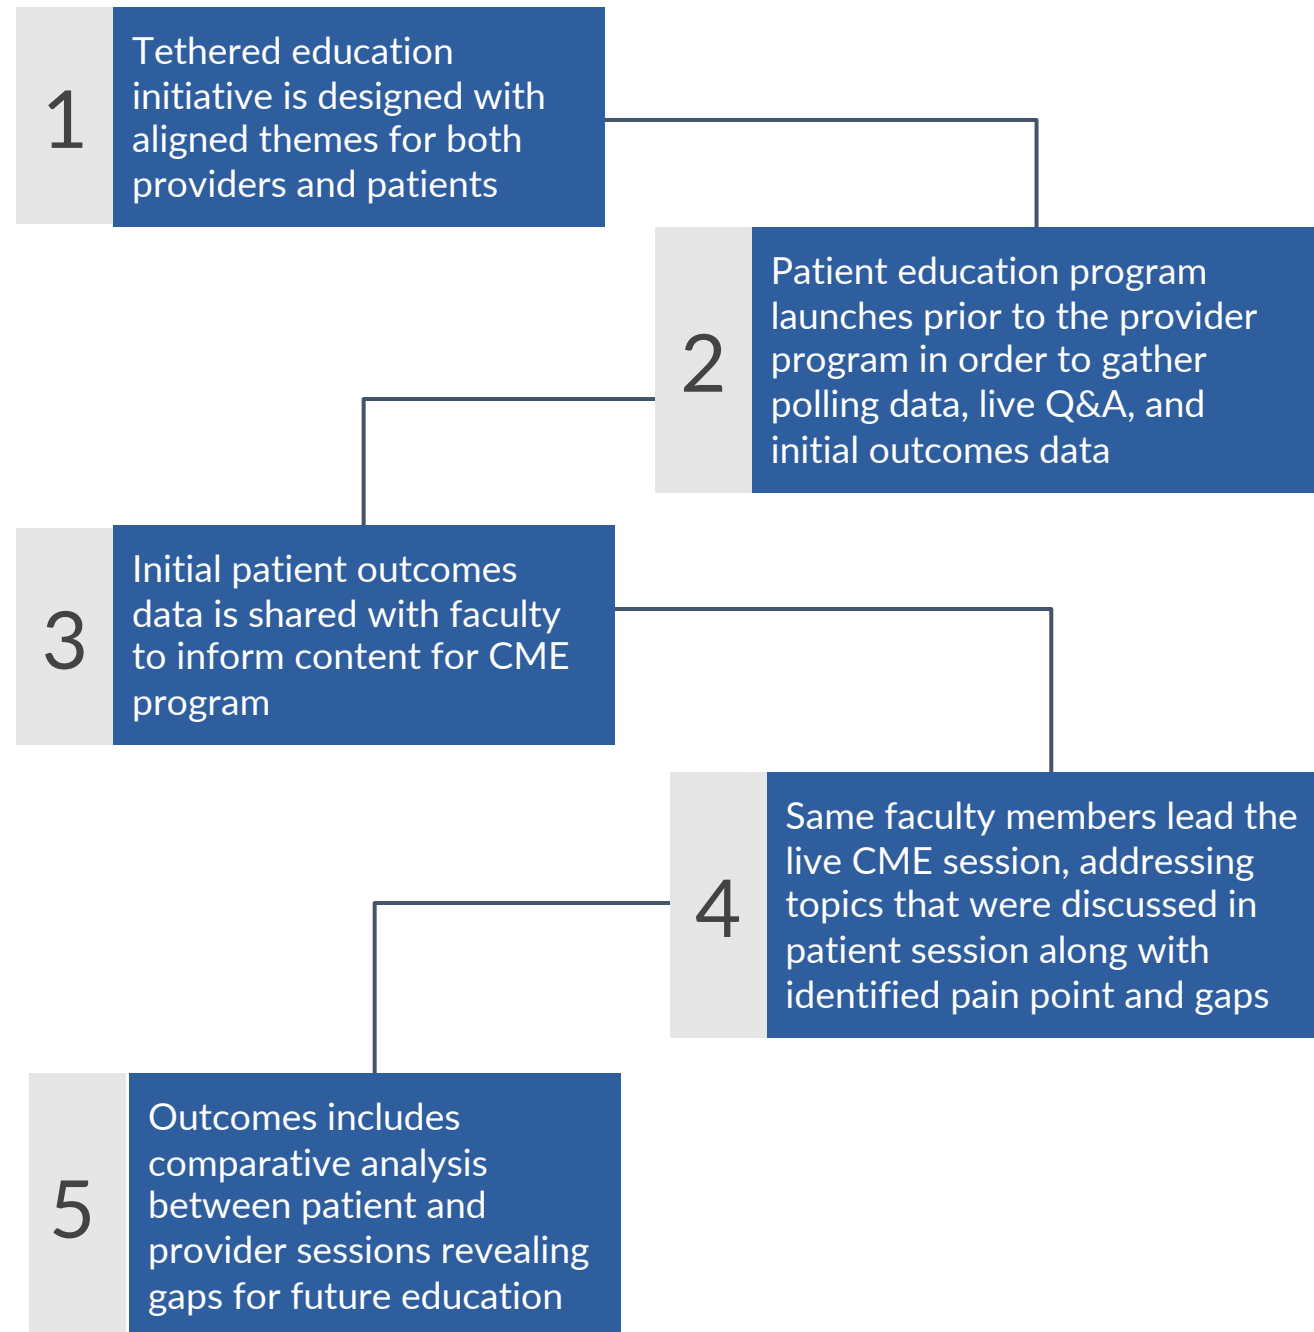 1
Tethered education
initiative is designed with
aligned themes for both
providers and patients
2
Patient education program
launches prior to the provider
program in order to gather
polling data, live Q&A, and
initial outcomes data
3
Initial patient outcomes
data is shared with faculty
to inform content for CME
program
4
Same faculty members lead the
live CME session, addressing
topics that were discussed in
patient session along with
identified pain point and gaps
5
Outcomes includes
comparative analysis
between patient and
provider sessions revealing
gaps for future education